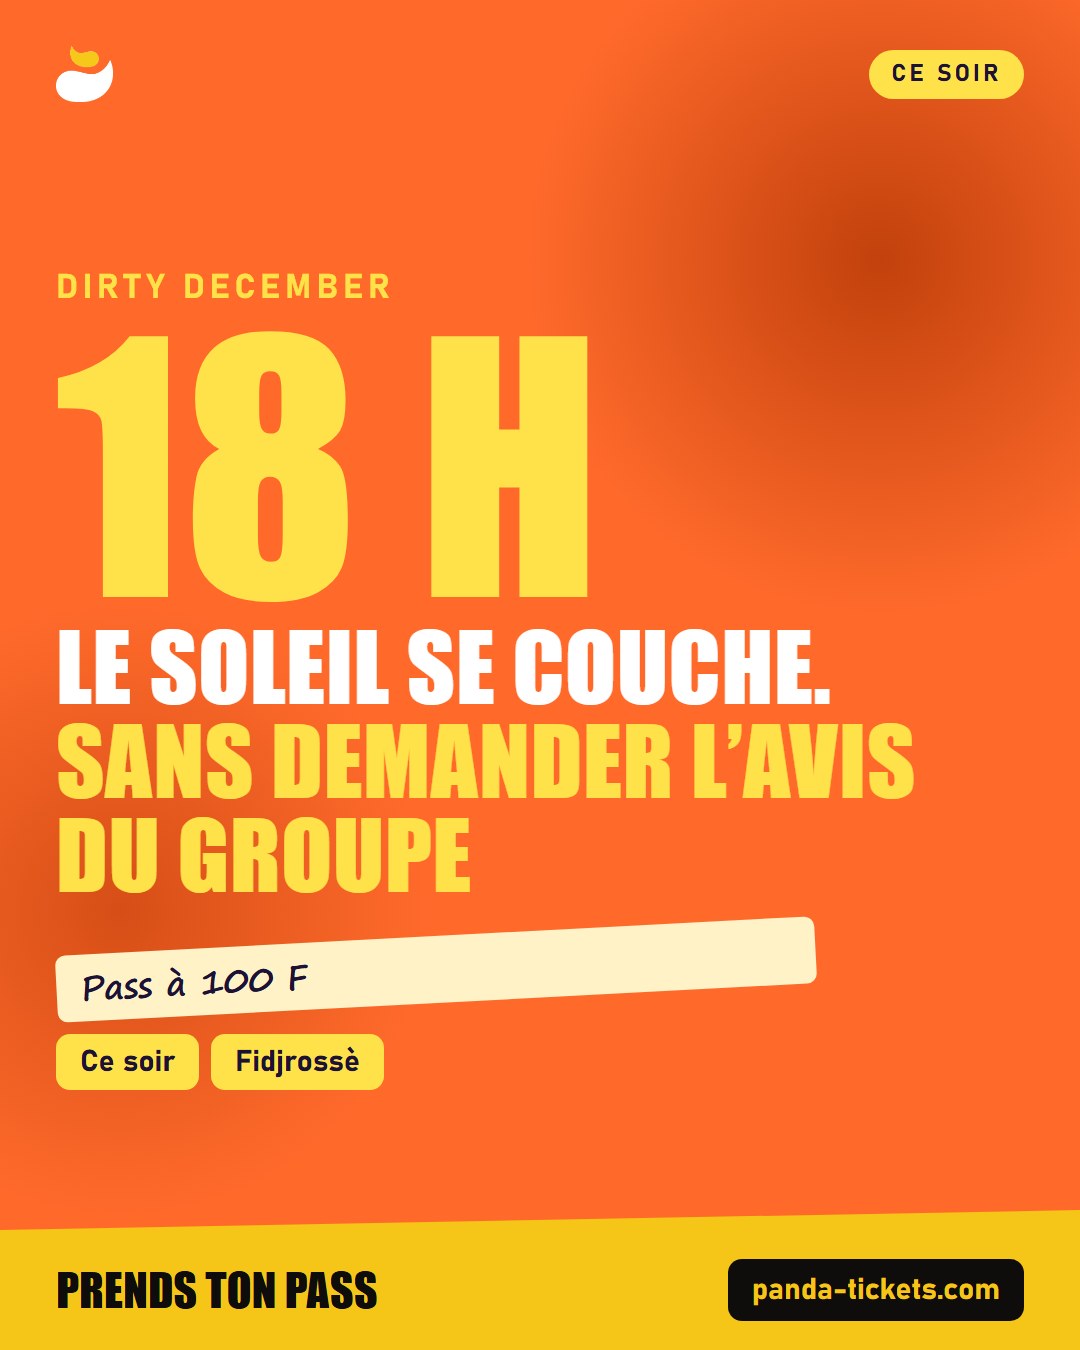 CE SOIR
DIRTY DECEMBER
18 H
LE SOLEIL SE COUCHE.
SANS DEMANDER L’AVIS
DU GROUPE
Pass à 100 F
Ce soir
Fidjrossè
PRENDS TON PASS
panda-tickets.com